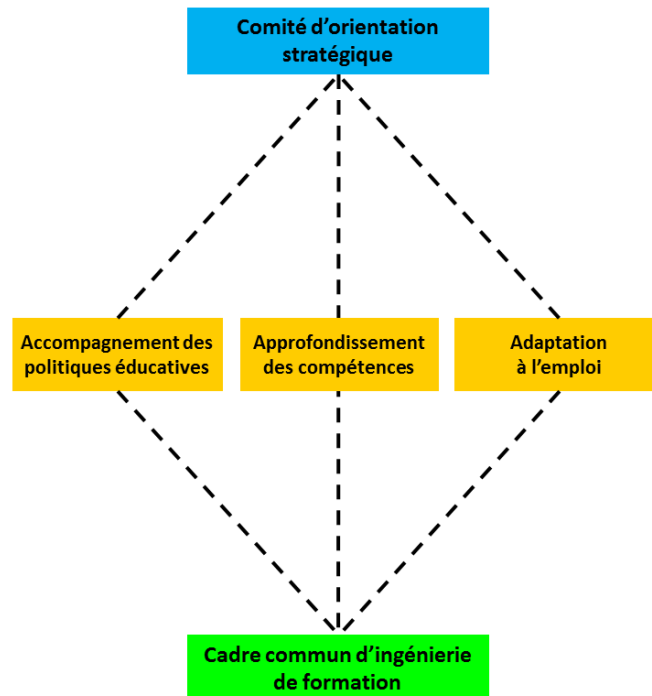 Comité d’orientation
stratégique
Accompagnement des
politiques éducatives
Approfondissement
des compétences
Adaptation
à l’emploi
Cadre commun d’ingénierie
de formation